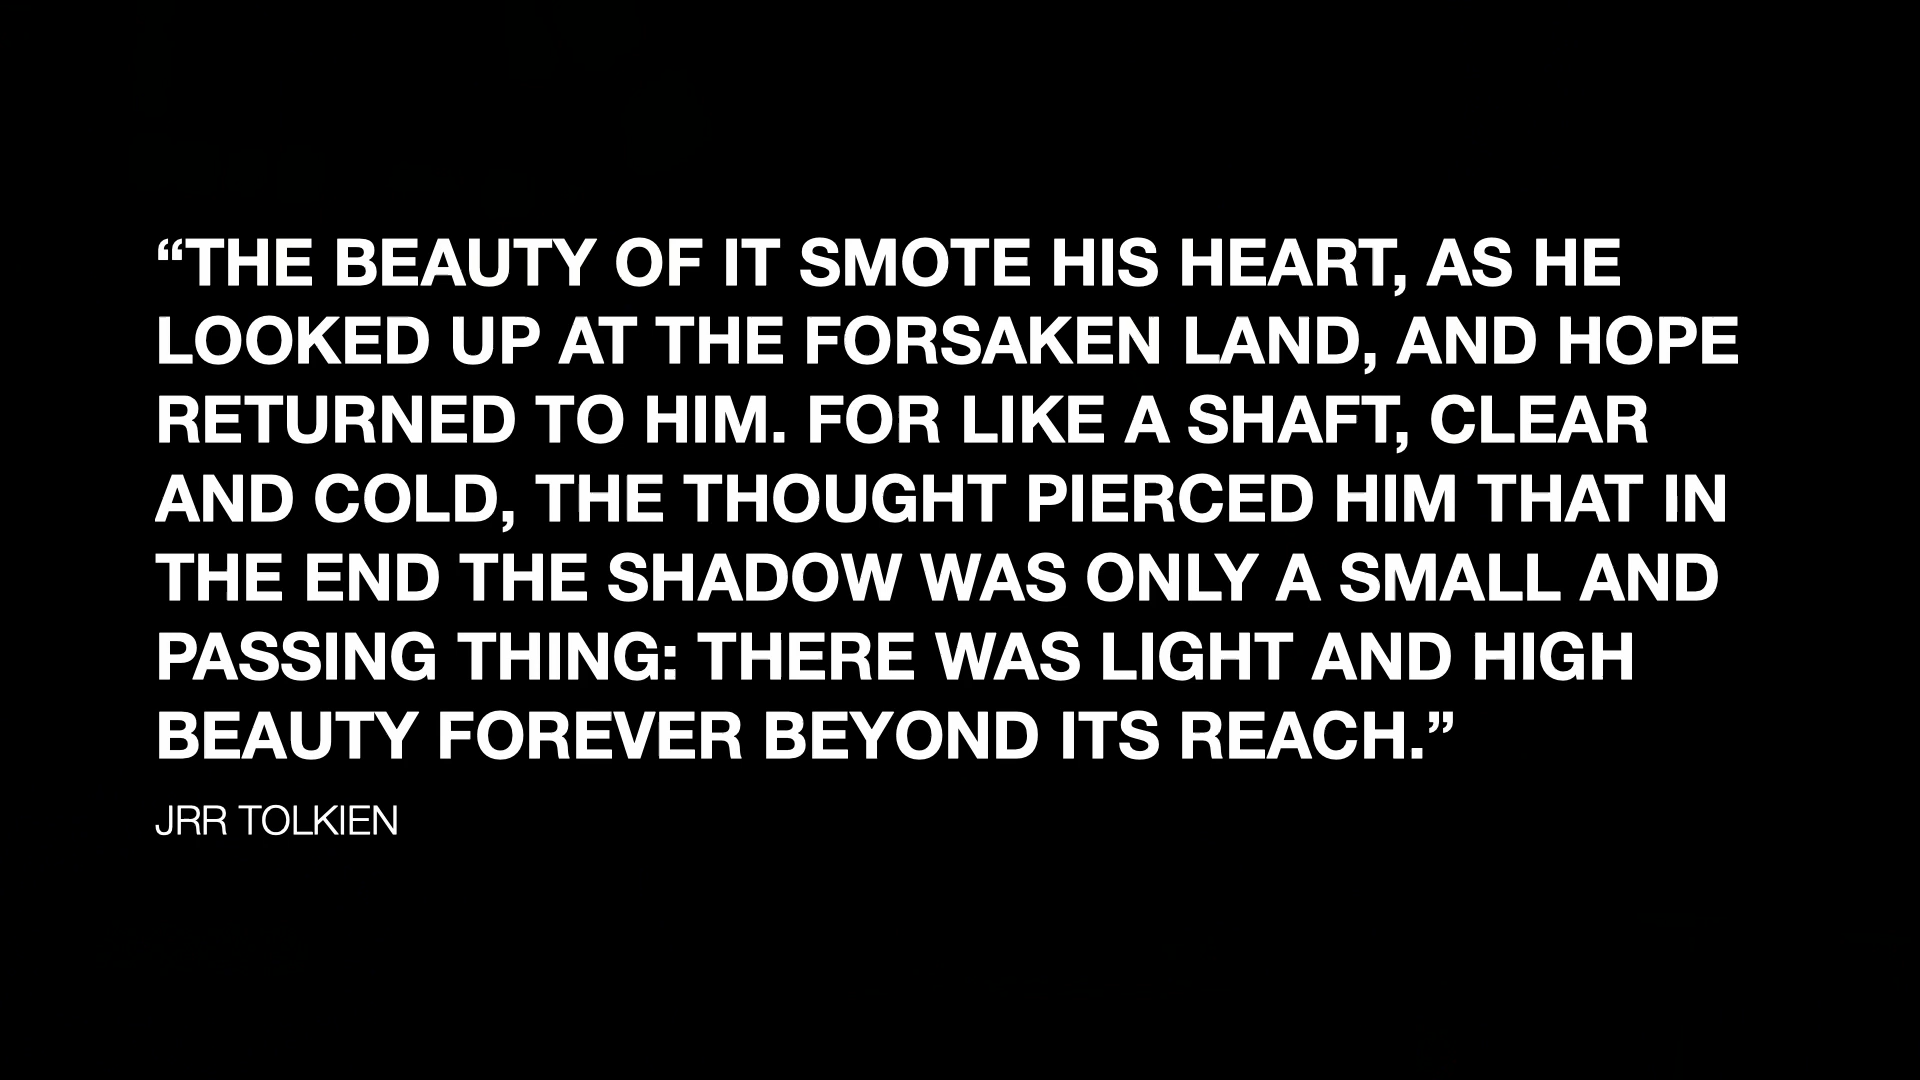 “THE BEAUTY OF IT SMOTE HIS HEART, AS HE
LOOKED UP AT THE FORSAKEN LAND, AND HOPE
RETURNED TO HIM. FOR LIKE A SHAFT, CLEAR
AND COLD, THE THOUGHT PIERCED HIM THAT IN
THE END THE SHADOW WAS ONLY A SMALL AND
PASSING THING: THERE WAS LIGHT AND HIGH
BEAUTY FOREVER BEYOND ITS REACH.”
JRR TOLKIEN